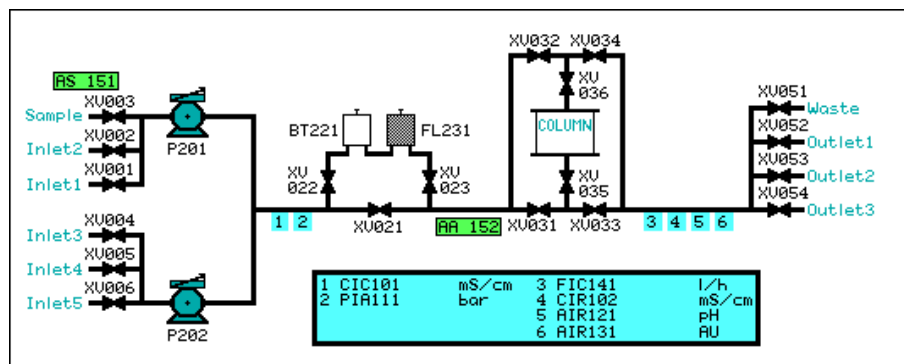 XV032 XV034
AS 151
XV003
Sample
XV
036
XV051
Waste
XV002
Inlet2
P201
BT221
FL231
COLUMN
XV052
Outlet1
XV001
Inlet1
XV
022
XV
023
XV
035
XV053
Outlet2
XV004
Inlet3
1 2
XV021
AA 152
XV031
XV033
3 4 5 6
XV054
Outlet3
XV005
Inlet4
XV006
Inlet5
P202
1 CIC101 mS/cm 3 FIC141 l/h
2 PIA111 bar 4 CIR102 mS/cm
5 AIR121 pH
6 AIR131 AU